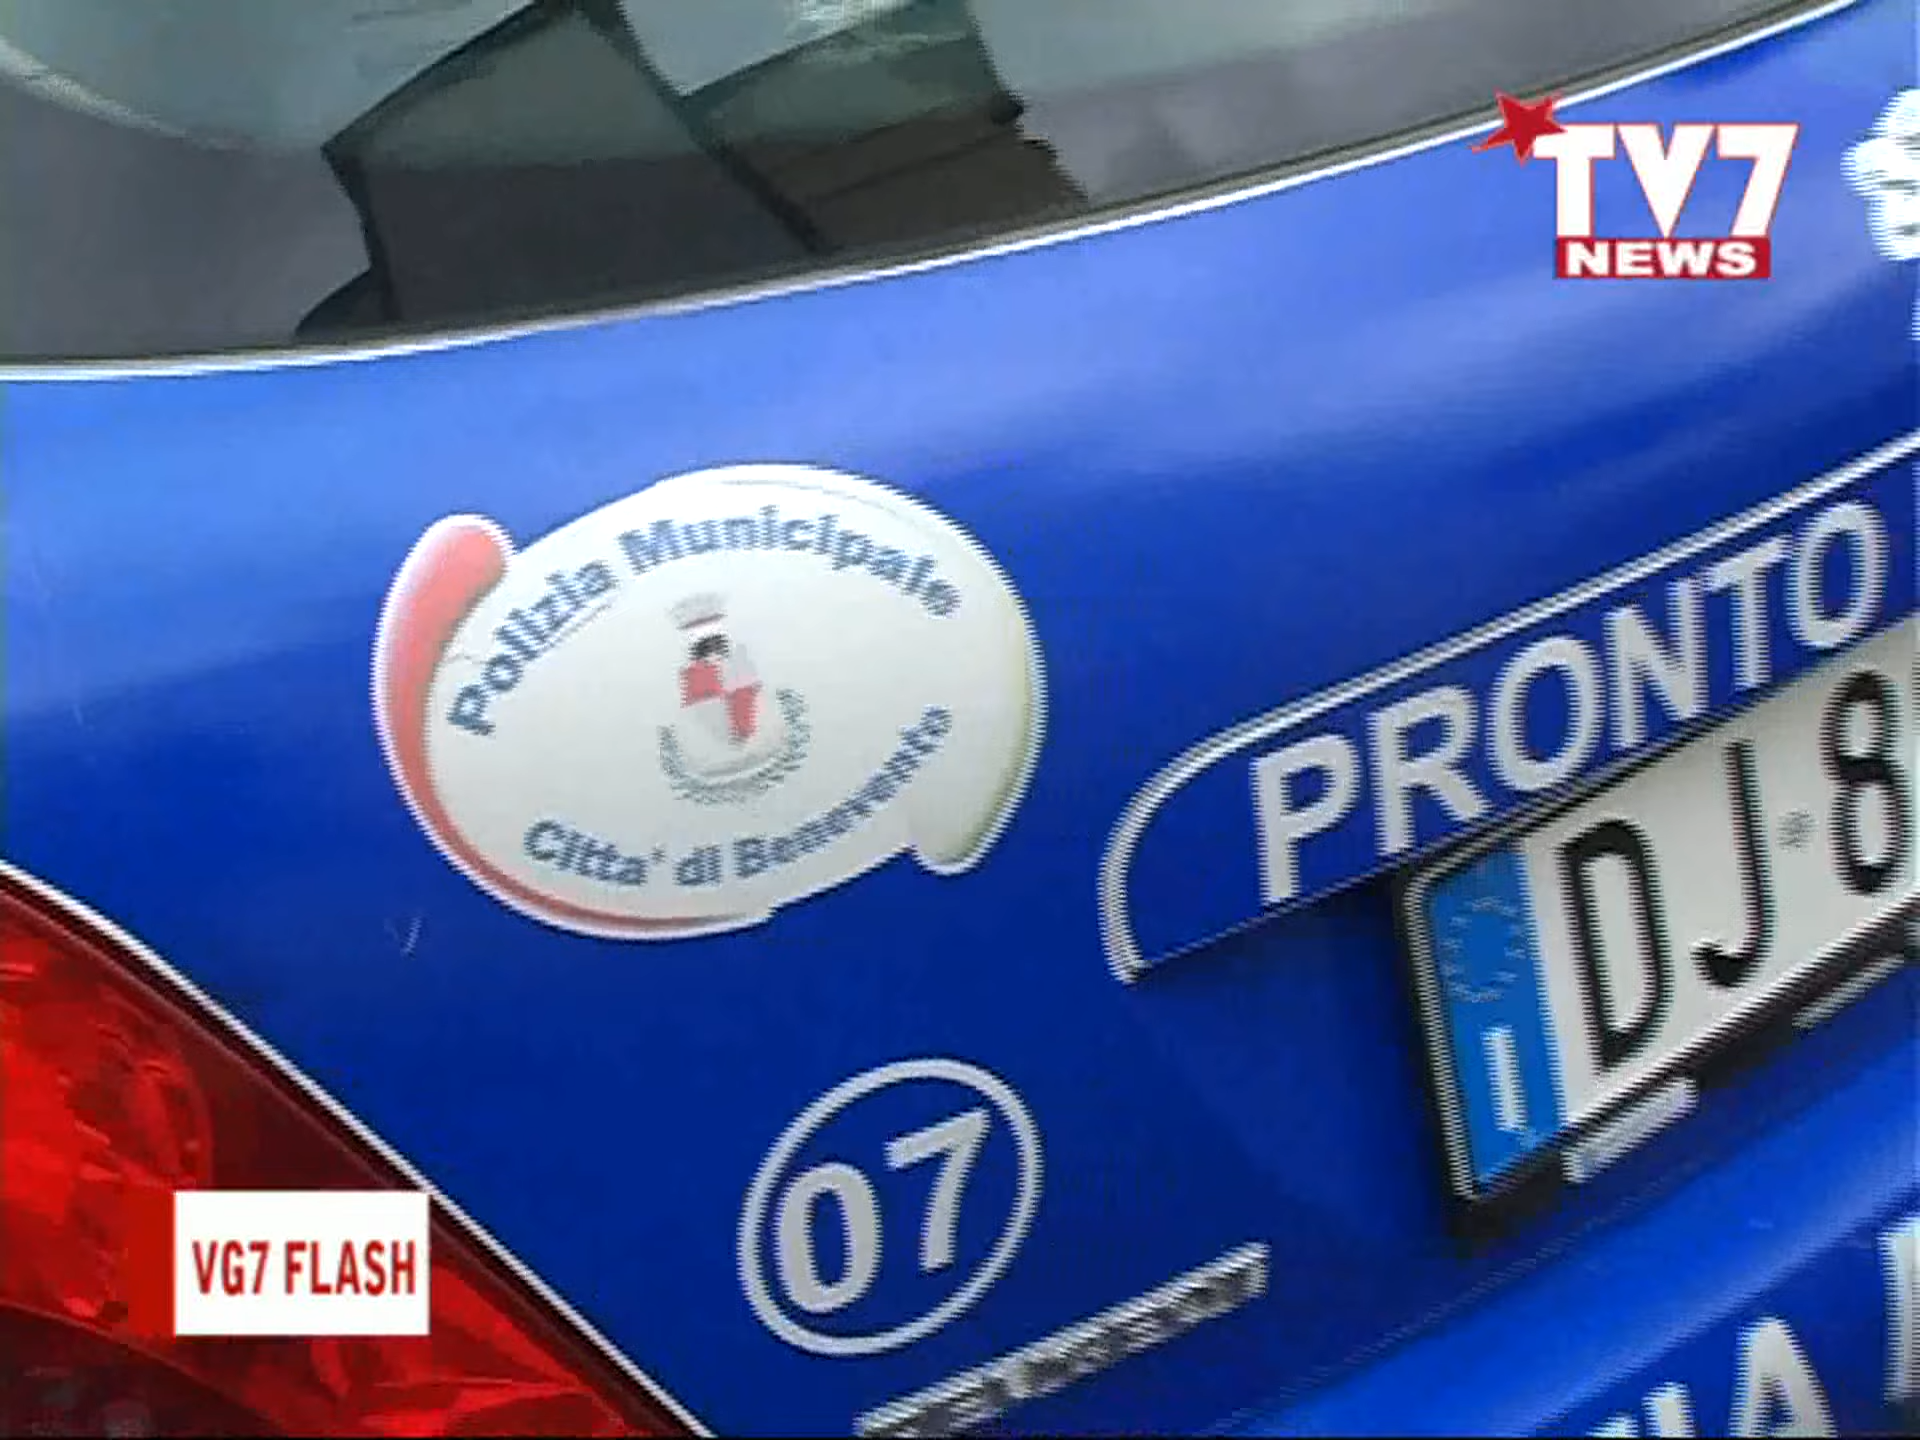 TV7
NEWS
Polizia Municipale
Citta' di Benevento
PRONTO
DJ 8
I
07
VG7 FLASH